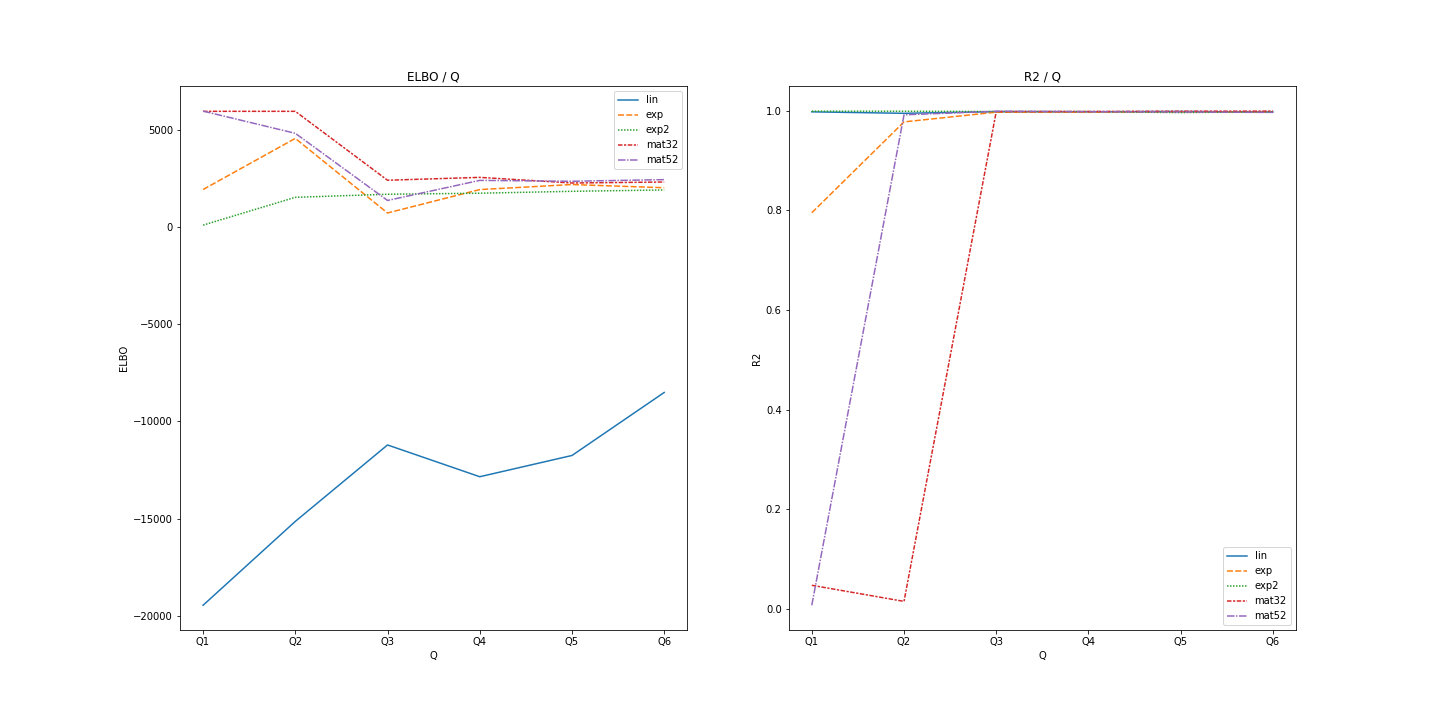 ELBO / Q
5000
0
−5000
−10000
−15000
−20000
ELBO
Q1 Q2 Q3 Q4 Q5 Q6
Q
lin
exp
exp2
mat32
mat52
R2 / Q
1.0
0.8
0.6
0.4
0.2
0.0
R2
Q1 Q2 Q3 Q4 Q5 Q6
Q
lin
exp
exp2
mat32
mat52